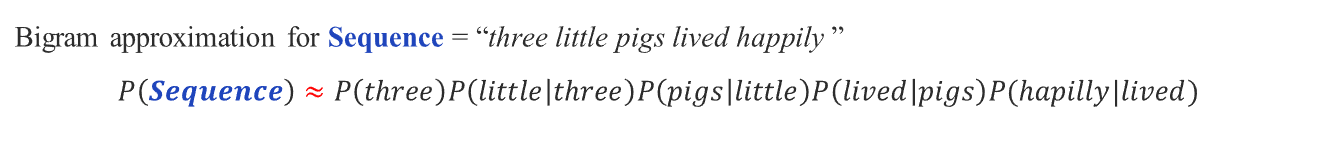 Bigram approximation for Sequence = “three little pigs lived happily ”
P(Sequence) ≈ P(three)P(little|three)P(pigs|little)P(lived|pigs)P(hapilly|lived)